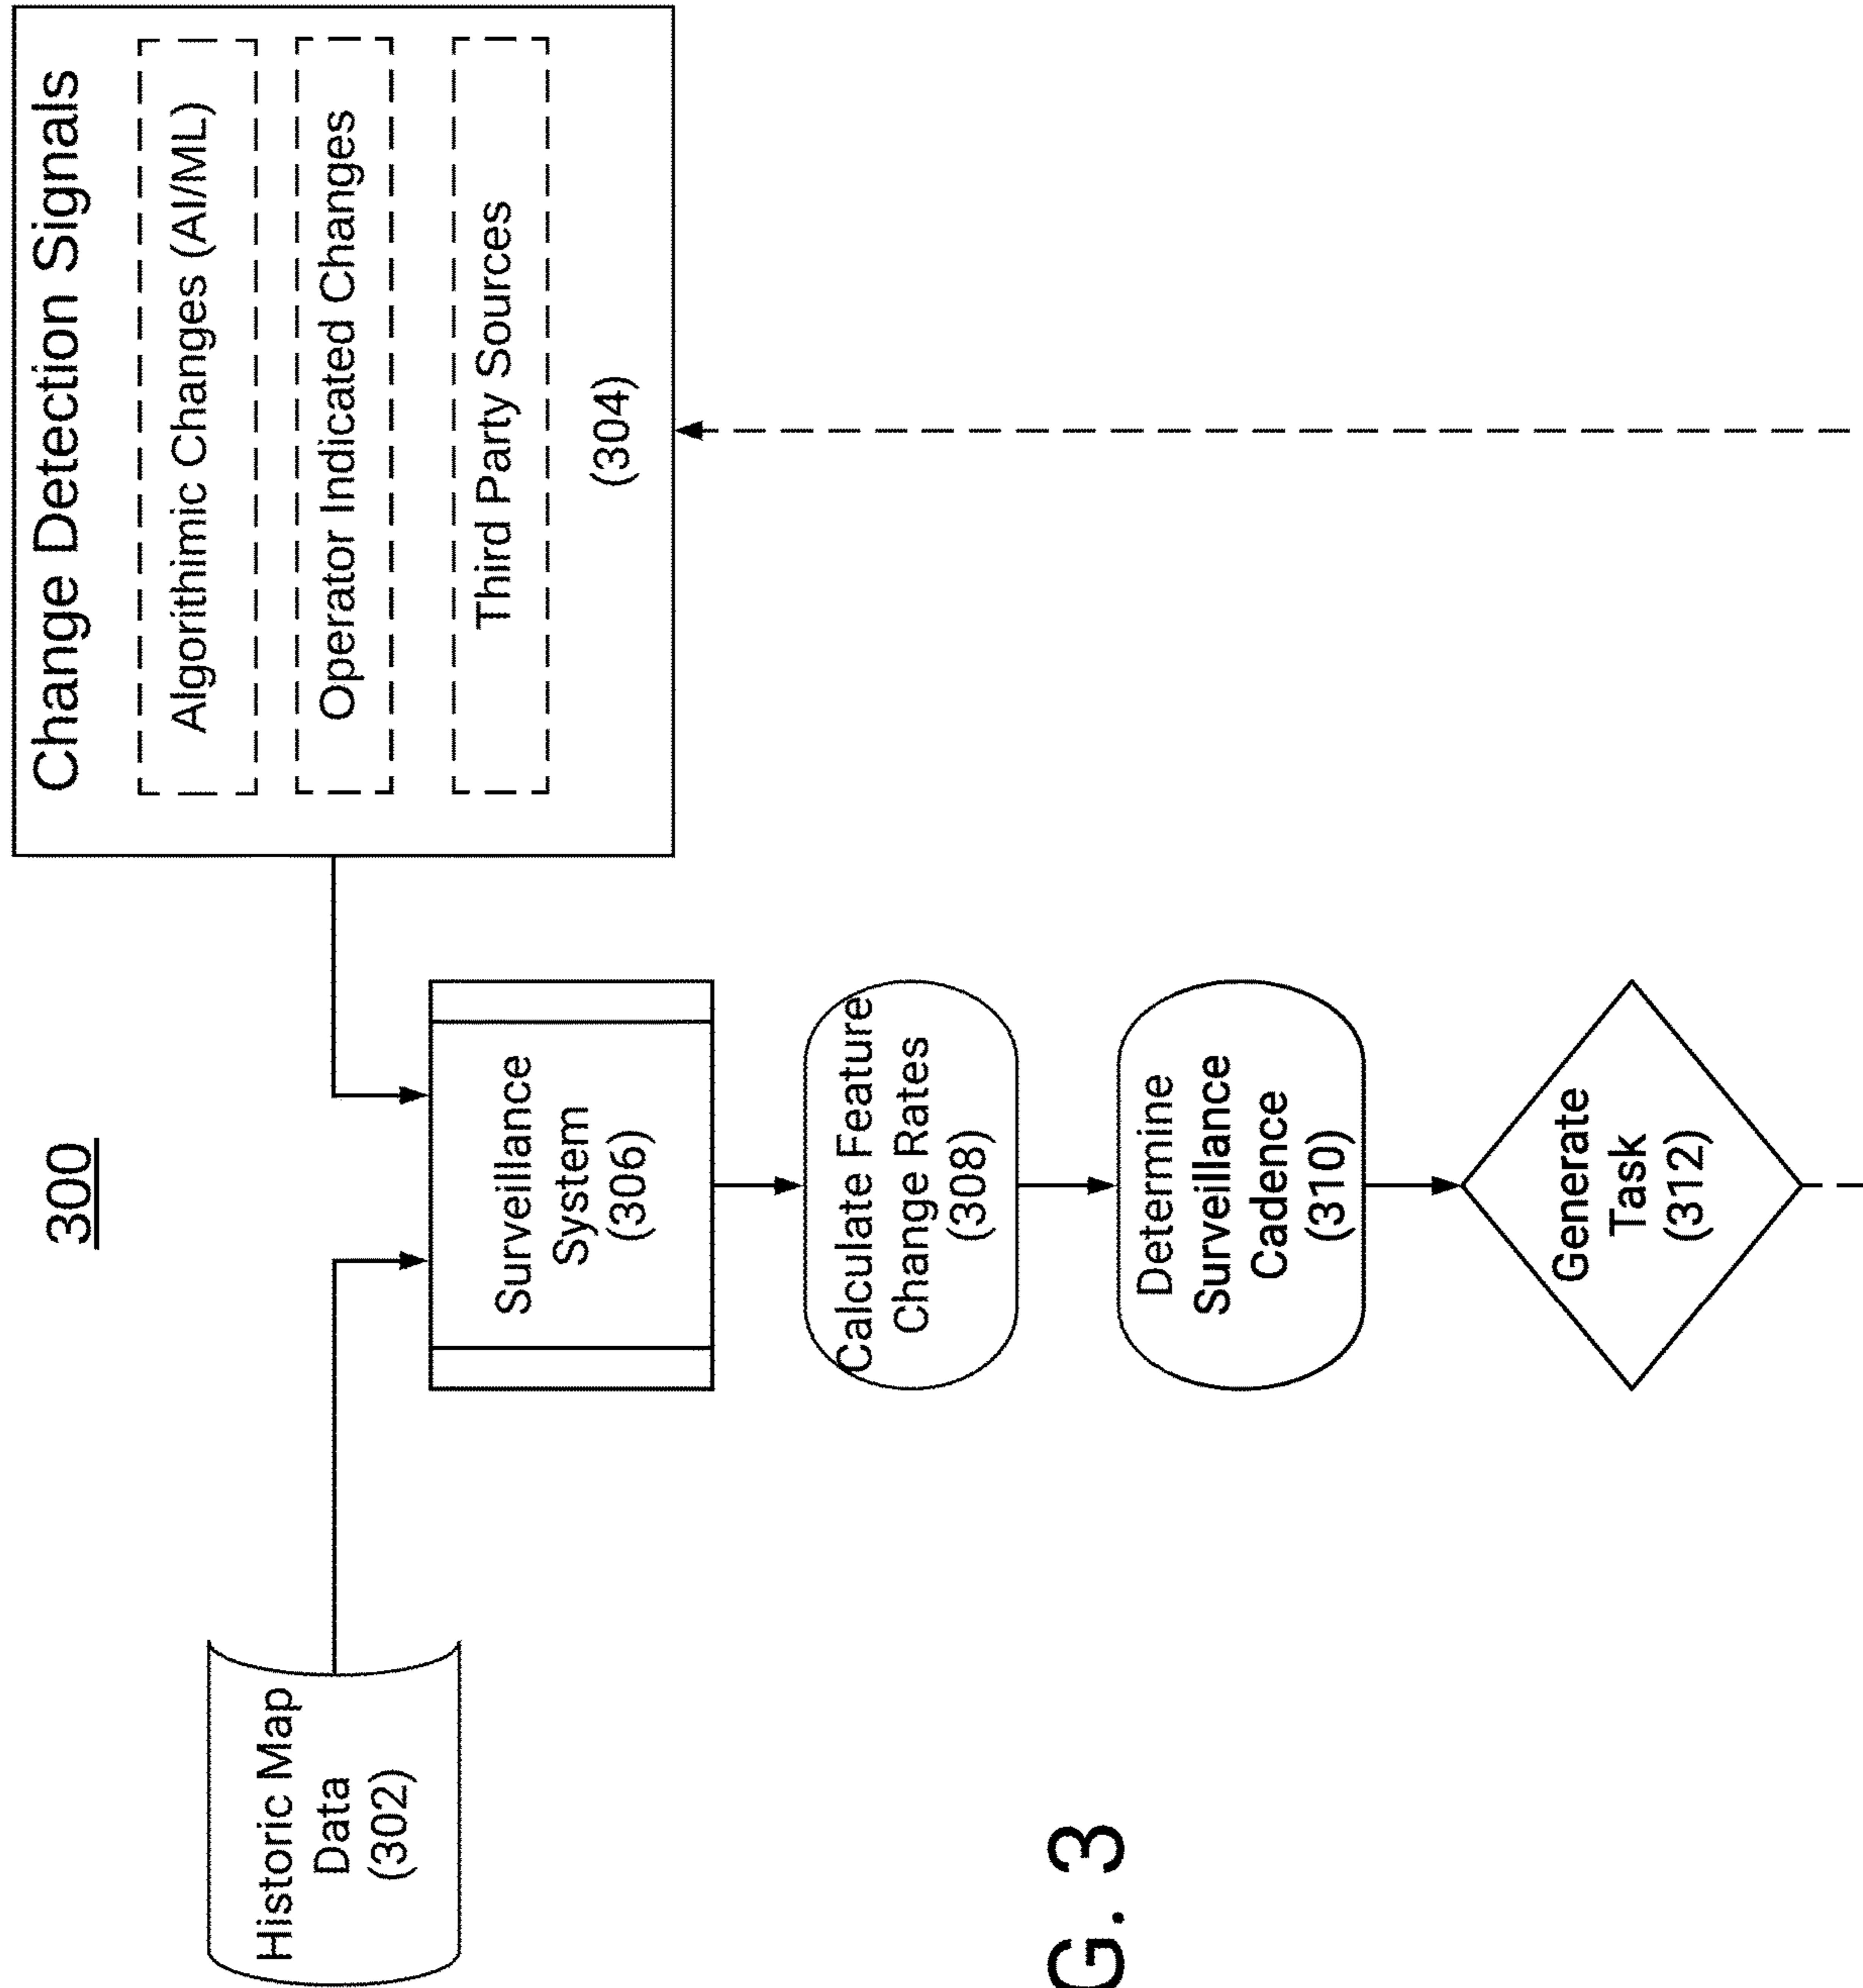 300
Change Detection Signals
Algorithimic Changes (AI/ML)
Operator Indicated Changes
Third Party Sources
(304)
Historic Map
Data
(302)
Surveillance
System
(306)
Calculate Feature
Change Rates
(308)
Determine
Surveillance
Cadence
(310)
Generate
Task
(312)
G. 3